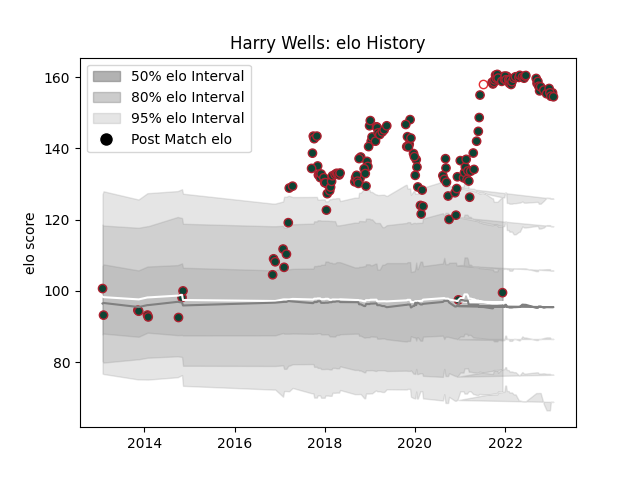 Harry Wells: elo History
160
140
120
100
80
elo score
50% elo Interval
80% elo Interval
95% elo Interval
Post Match elo
2014
2016
2018
2020
2022